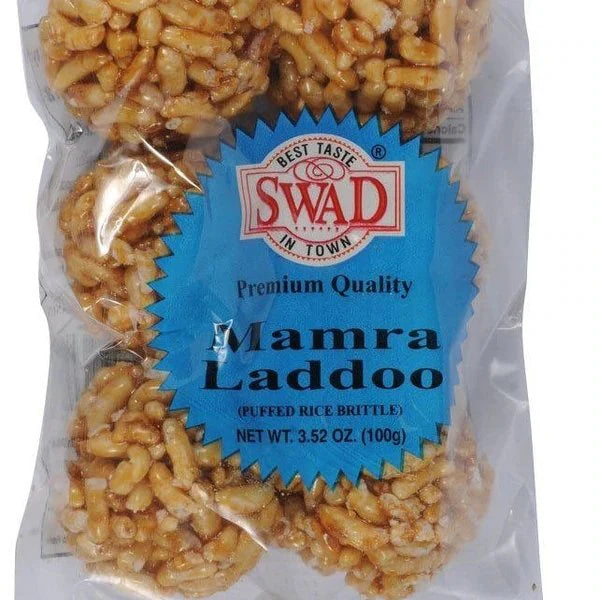 BEST TASTE
®
SWAD
IN TOWN
Premium Quality
Mamra
Laddoo
(PUFFED RICE BRITTLE)
NET WT. 3.52 OZ. (100g)